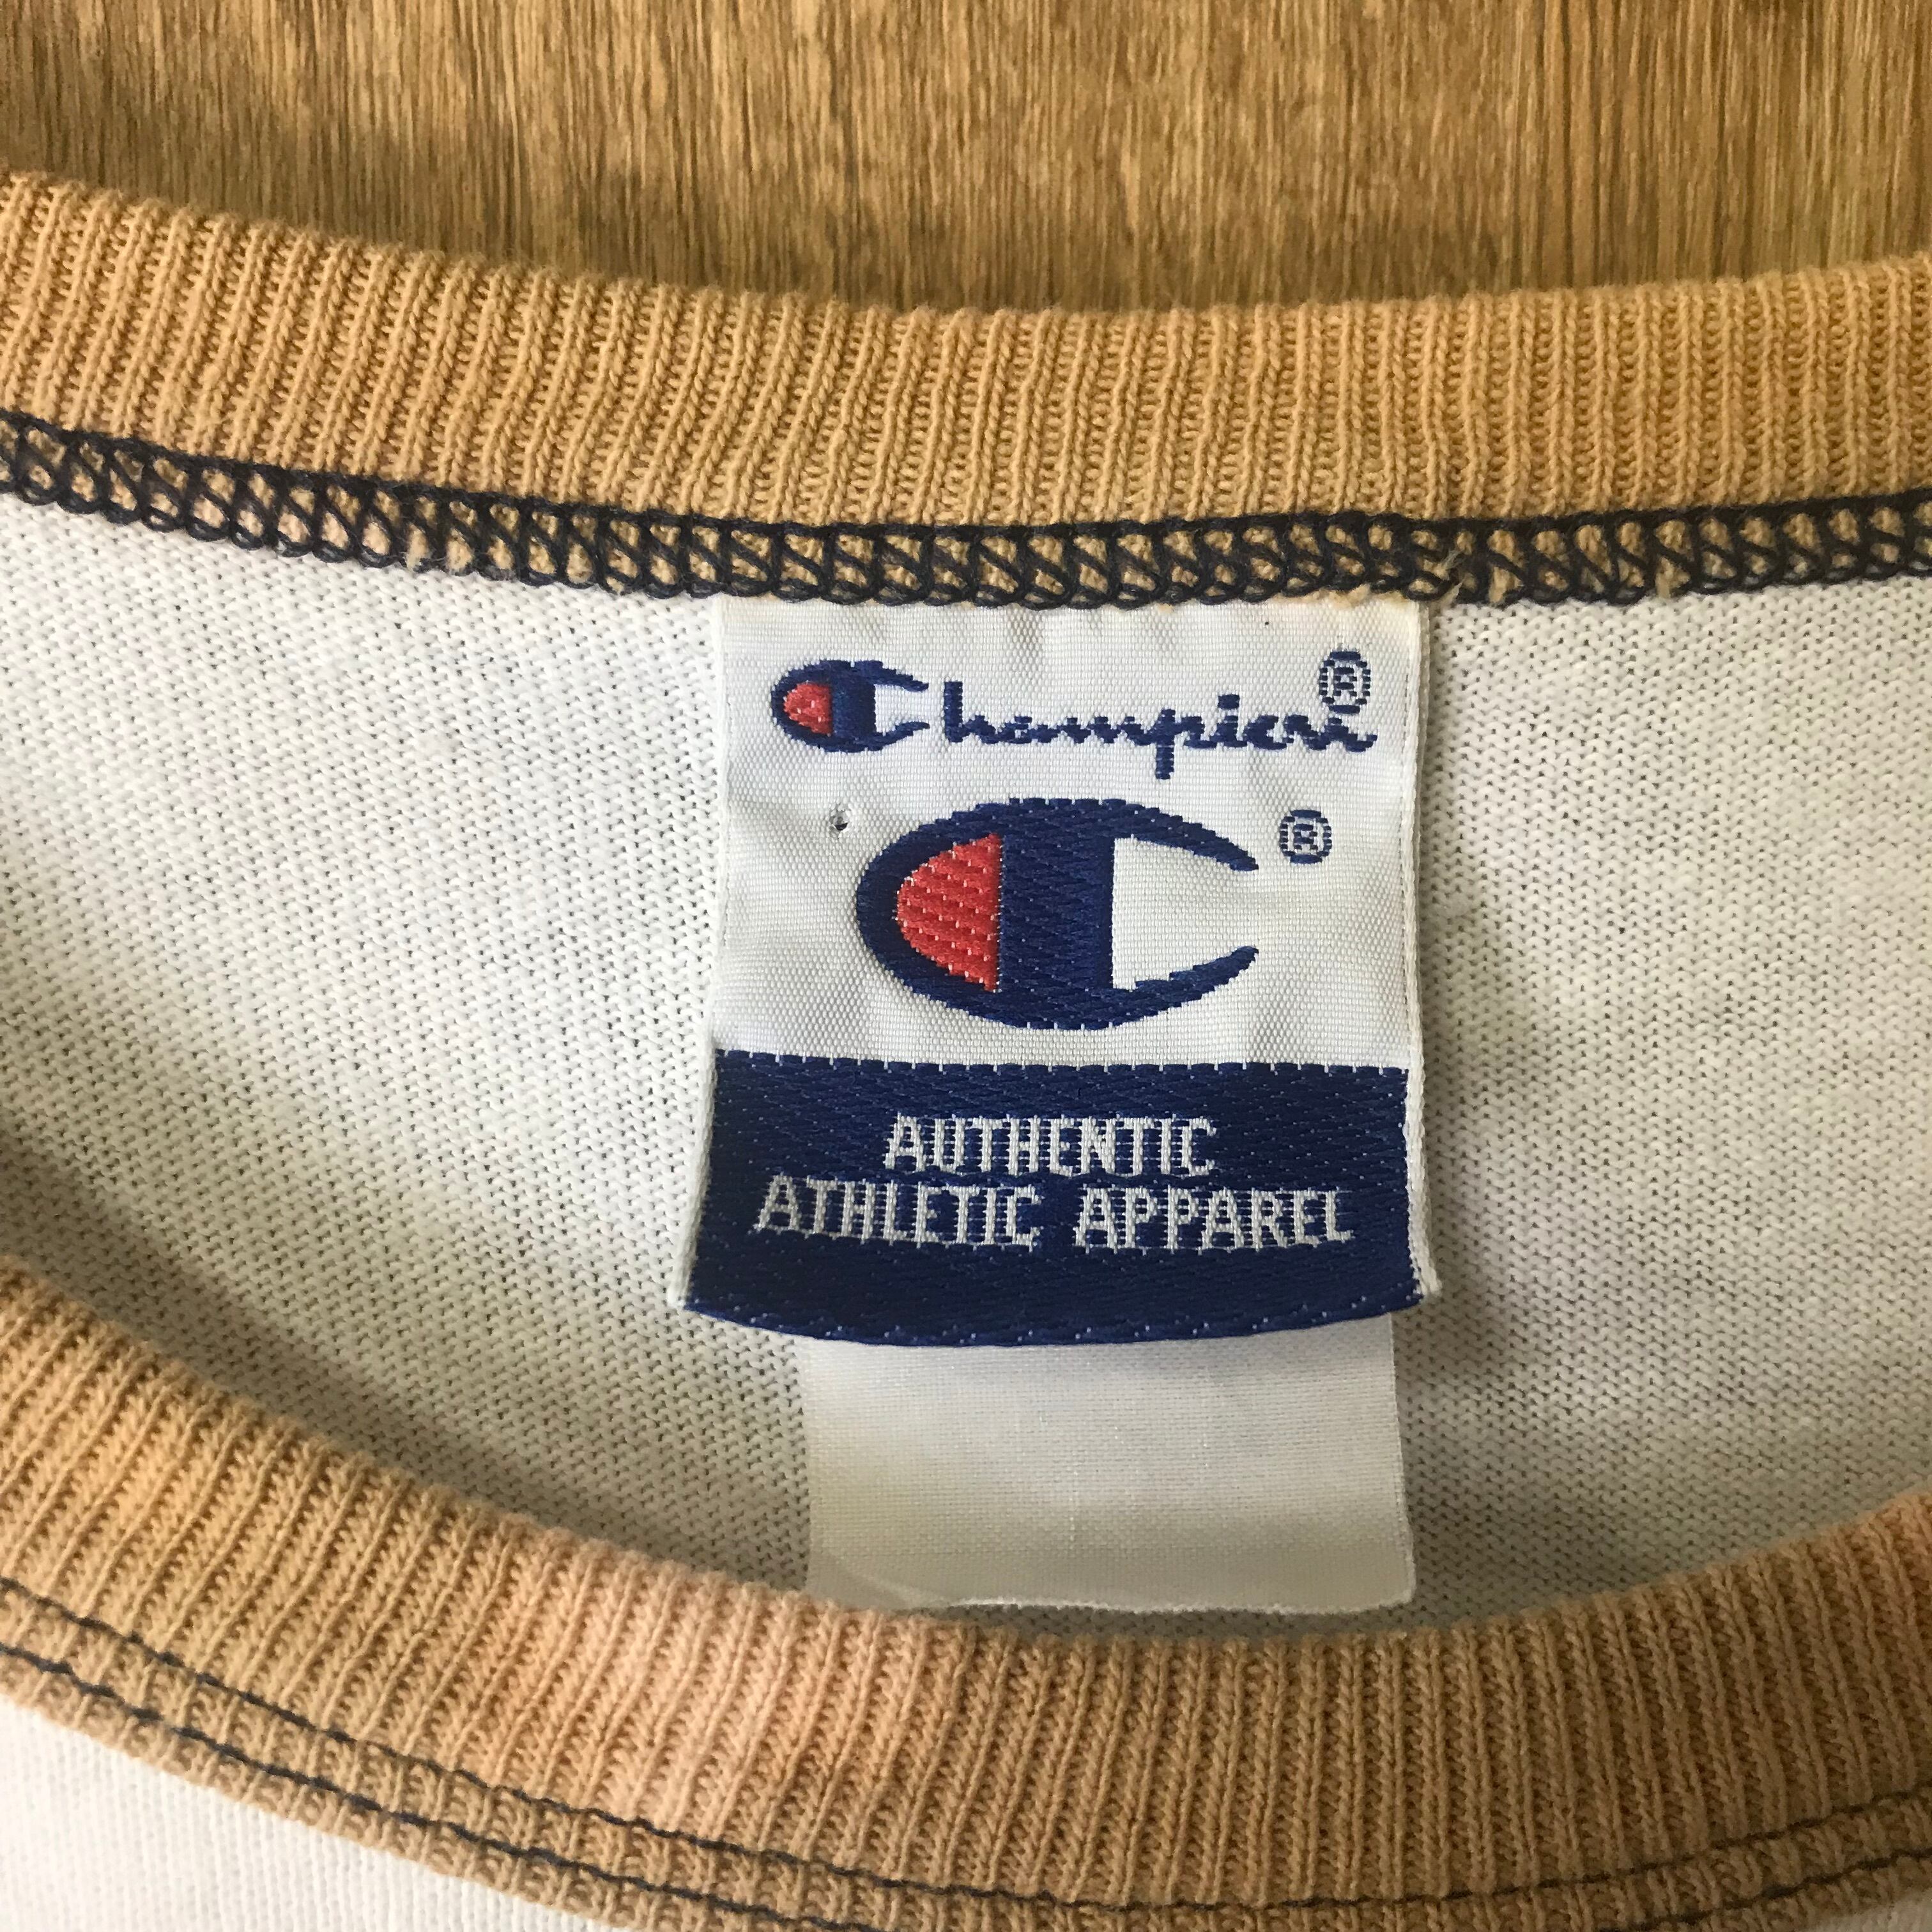 Champion®
C®
AUTHENTIC
ATHLETIC APPAREL